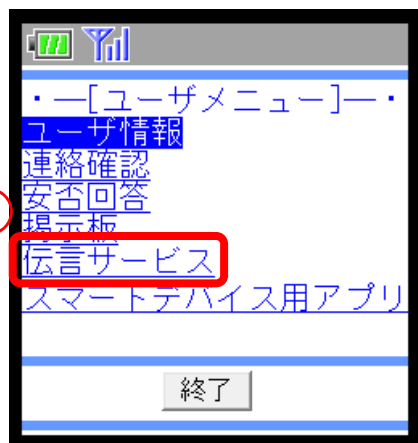 ・―[ユーザメニュー]―・
ユーザ情報
連絡確認
安否回答
掲示板
伝言サービス
スマートデバイス用アプリ
終了